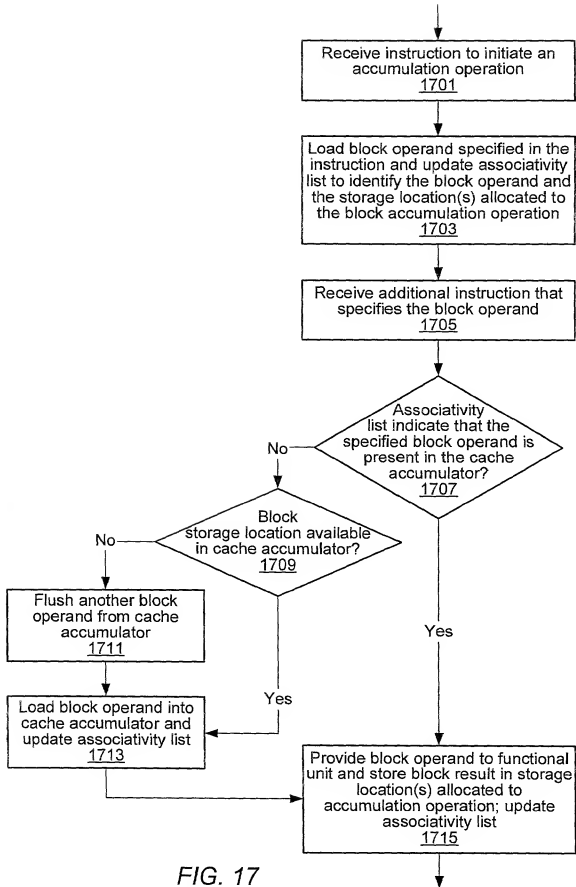 Receive instruction to initiate an
accumulation operation
1701
Load block operand specified in the
instruction and update associativity
list to identify the block operand and
the storage location(s) allocated to
the block accumulation operation
1703
Receive additional instruction that
specifies the block operand
1705
Associativity
list indicate that the
specified block operand is
present in the cache
accumulator?
1707
No
Block
storage location available
in cache accumulator?
1709
No
Flush another block
operand from cache
accumulator
1711
Yes
Yes
Load block operand into
cache accumulator and
update associativity list
1713
Provide block operand to functional
unit and store block result in storage
location(s) allocated to
accumulation operation; update
associativity list
1715
FIG. 17